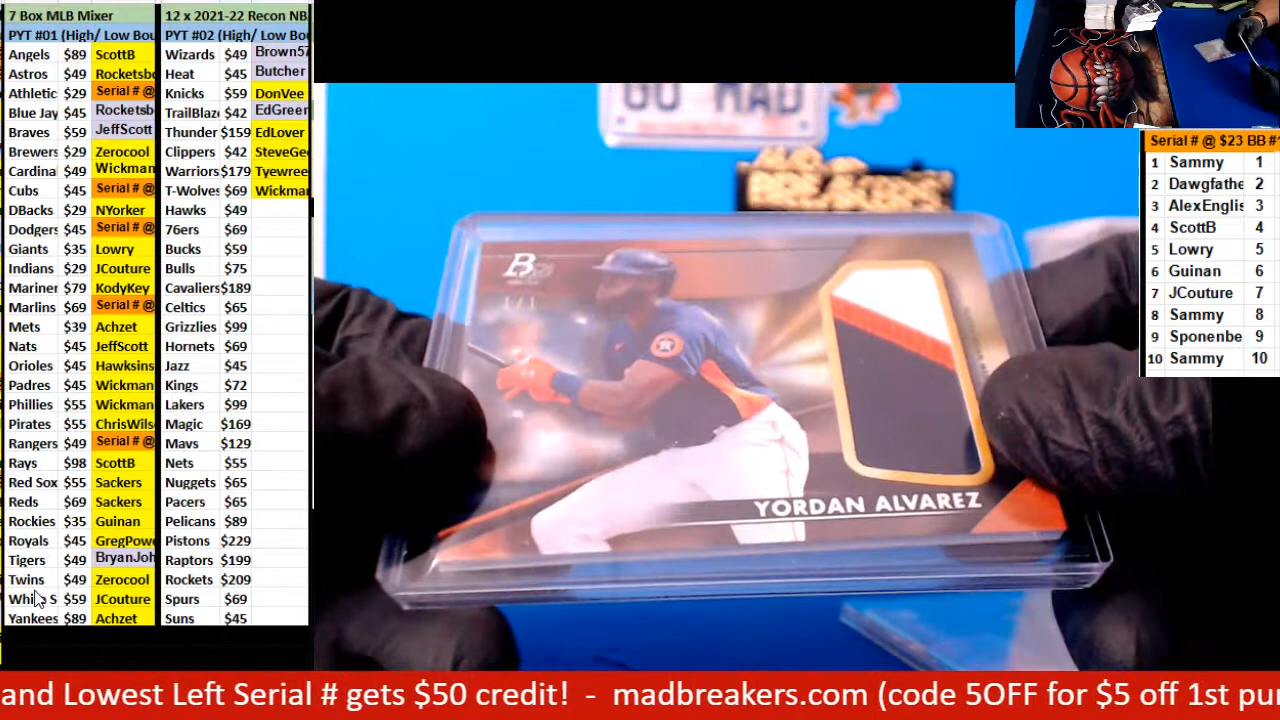 7 Box MLB Mixer
PYT #01 (High/ Low Bou
Angels $89 ScottB
Astros $49 Rocketsbo
Athletic $29 Serial # @
Blue Jay $45 Rocketsb
Braves $59 JeffScott
Brewers $29 Zerocool
Cardina $49 Wickman
Cubs $45 Serial # @
DBacks $29 NYorker
Dodgers $45 Serial # @
Giants $35 Lowry
Indians $29 JCouture
Mariner $79 KodyKey
Marlins $69 Serial # @
Mets $39 Achzet
Nats $45 JeffScott
Orioles $45 Hawksins
Padres $45 Wickman
Phillies $55 Wickman
Pirates $55 ChrisWils
Rangers $49 Serial # @
Rays $98 ScottB
Red Sox $55 Sackers
Reds $69 Sackers
Rockies $35 Guinan
Royals $45 GregPow
Tigers $49 BryanJoh
Twins $49 Zerocool
White S $59 JCouture
Yankees $89 Achzet
12 x 2021-22 Recon NB
PYT #02 (High/ Low Bou
Wizards $49 Brown57
Heat $45 Butcher
Knicks $59 DonVee
TrailBlaz $42 EdGreer
Thunder $159 EdLover
Clippers $42 SteveGe
Warriors $179 Tyewree
T-Wolves $69 Wickma
Hawks $49
76ers $69
Bucks $59
Bulls $75
Cavaliers $189
Celtics $65
Grizzlies $99
Hornets $69
Jazz $45
Kings $72
Lakers $99
Magic $169
Mavs $129
Nets $55
Nuggets $65
Pacers $65
Pelicans $89
Pistons $229
Raptors $199
Rockets $209
Spurs $69
Suns $45
GO MAD
B
1/1
YORDAN ALVAREZ
Serial # @ $23 BB #
1 Sammy 1
2 Dawgfathe 2
3 AlexEnglis 3
4 ScottB 4
5 Lowry 5
6 Guinan 6
7 JCouture 7
8 Sammy 8
9 Sponenbe 9
10 Sammy 10
and Lowest Left Serial # gets $50 credit! - madbreakers.com (code 5OFF for $5 off 1st pur